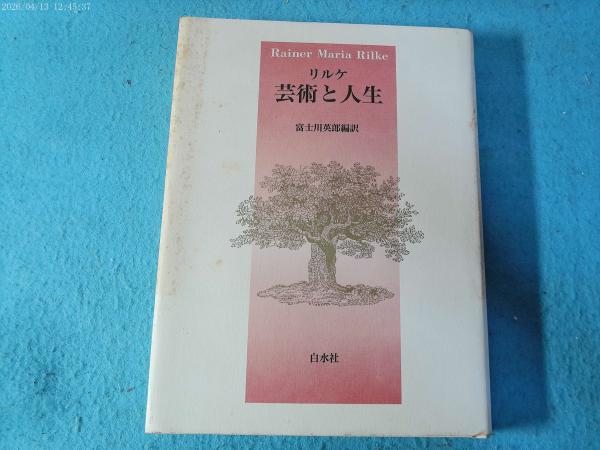 2026/04/13 12:45:37
Rainer Maria Rilke
リルケ
芸術と人生
富士川英郎編訳
白水社